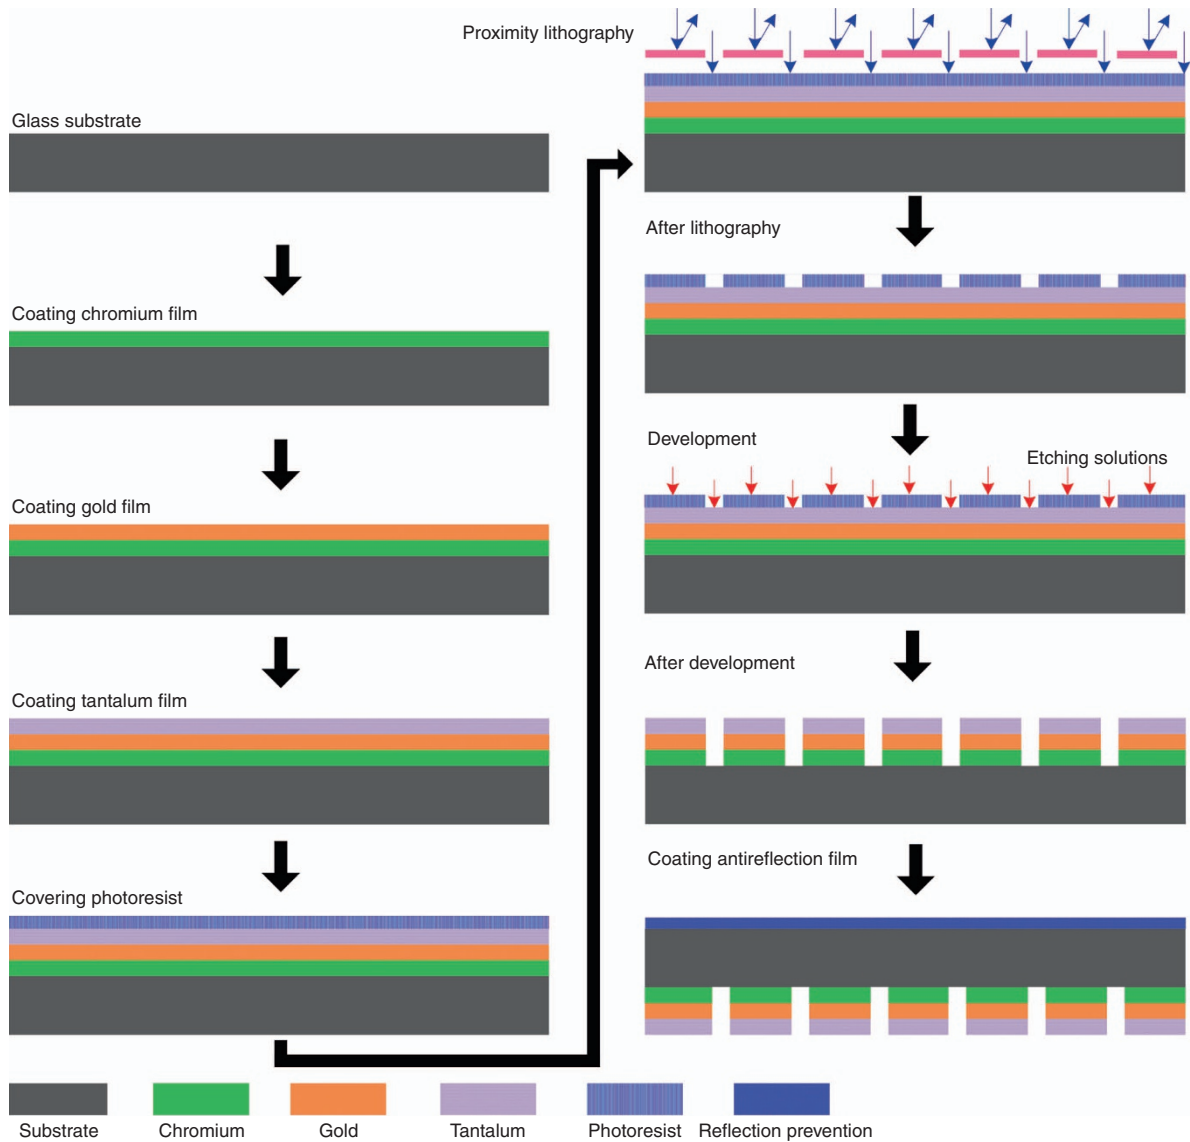 Glass substrate
Coating chromium film
Coating gold film
Coating tantalum film
Covering photoresist
Proximity lithography
After lithography
Development
Etching solutions
After development
Coating antireflection film
Substrate
Chromium
Gold
Tantalum
Photoresist
Reflection prevention